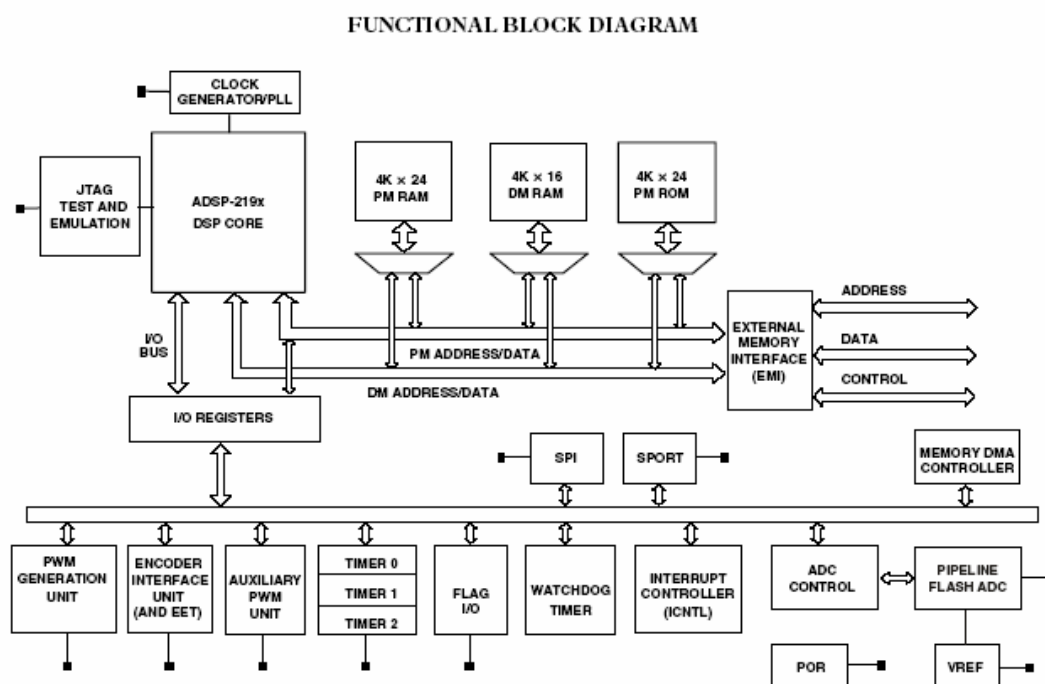 FUNCTIONAL BLOCK DIAGRAM
CLOCK
GENERATOR/PLL
JTAG
TEST AND
EMULATION
ADSP-219x
DSP CORE
4K × 24
PM RAM
4K × 16
DM RAM
4K × 24
PM ROM
I/O
BUS
PM ADDRESS/DATA
DM ADDRESS/DATA
EXTERNAL
MEMORY
INTERFACE
(EMI)
ADDRESS
DATA
CONTROL
I/O REGISTERS
SPI
SPORT
MEMORY DMA
CONTROLLER
PWM
GENERATION
UNIT
ENCODER
INTERFACE
UNIT
(AND EET)
AUXILIARY
PWM
UNIT
TIMER 0
TIMER 1
TIMER 2
FLAG
I/O
WATCHDOG
TIMER
INTERRUPT
CONTROLLER
(ICNTL)
ADC
CONTROL
PIPELINE
FLASH ADC
POR
VREF